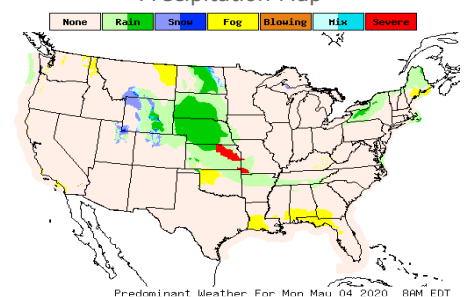 Precipitation Map
None Rain Snow Fog Blowing Mix Severe
Predominant Weather For Mon May 04 2020 8AM EDT